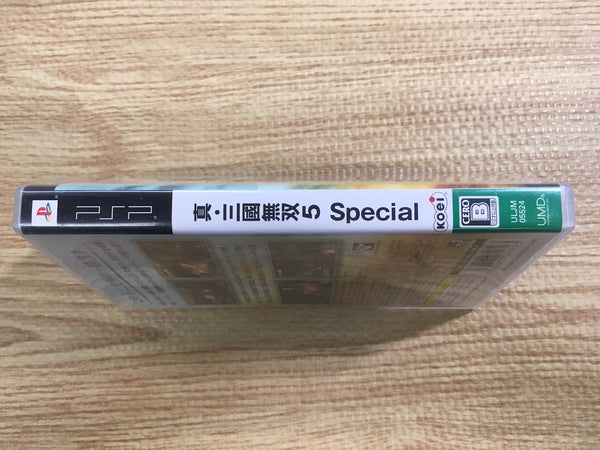 PSP
真・三國無双5 Special
KOEI
CERO
B
ULJM
05524
UMD